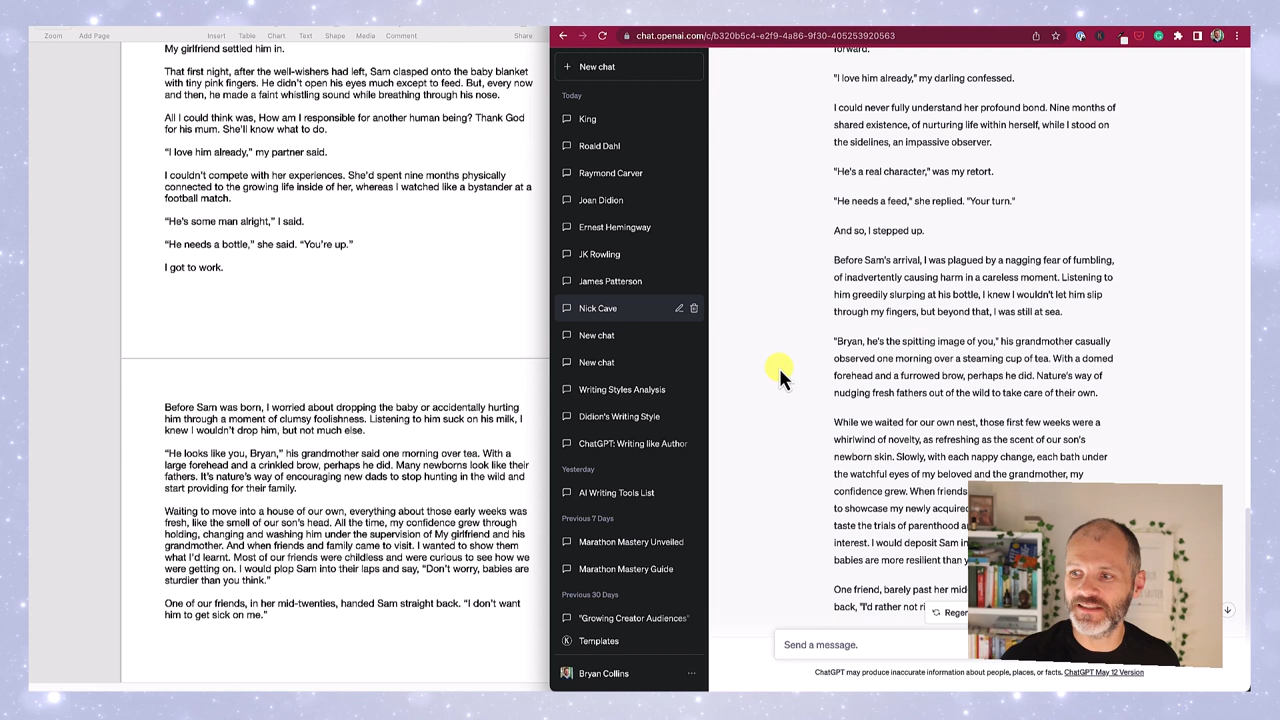 Zoom Add Page Insert Table Chart Text Shape Media Comment Share
My girlfriend settled him in.
That first night, after the well-wishers had left, Sam clasped onto the baby blanket
with tiny pink fingers. He didn't open his eyes much except to feed. But, every now
and then, he made a faint whistling sound while breathing through his nose.
All I could think was, How am I responsible for another human being? Thank God
for his mum. She'll know what to do.
“I love him already,” my partner said.
I couldn't compete with her experiences. She'd spent nine months physically
connected to the growing life inside of her, whereas I watched like a bystander at a
football match.
“He's some man alright,” I said.
“He needs a bottle,” she said. “You're up.”
I got to work.
Before Sam was born, I worried about dropping the baby or accidentally hurting
him through a moment of clumsy foolishness. Listening to him suck on his milk, I
knew I wouldn't drop him, but not much else.
“He looks like you, Bryan,” his grandmother said one morning over tea. With a
large forehead and a crinkled brow, perhaps he did. Many newborns look like their
fathers. It's nature's way of encouraging new dads to stop hunting in the wild and
start providing for their family.
Waiting to move into a house of our own, everything about those early weeks was
fresh, like the smell of our son's head. All the time, my confidence grew through
holding, changing and washing him under the supervision of My girlfriend and his
grandmother. And when friends and family came to visit. I wanted to show them
what I'd learnt. Most of our friends were childless and were curious to see how we
were getting on. I would plop Sam into their laps and say, “Don't worry, babies are
sturdier than you think.”
One of our friends, in her mid-twenties, handed Sam straight back. “I don't want
him to get sick on me.”
chat.openai.com/c/b320b5c4-e2f9-4a86-9f30-405253920563
+ New chat
Today
King
Roald Dahl
Raymond Carver
Joan Didion
Ernest Hemingway
JK Rowling
James Patterson
Nick Cave
New chat
New chat
Writing Styles Analysis
Didion's Writing Style
ChatGPT: Writing like Author
Yesterday
AI Writing Tools List
Previous 7 Days
Marathon Mastery Unveiled
Marathon Mastery Guide
Previous 30 Days
"Growing Creator Audiences"
Templates
Bryan Collins ...
forward.
"I love him already," my darling confessed.
I could never fully understand her profound bond. Nine months of
shared existence, of nurturing life within herself, while I stood on
the sidelines, an impassive observer.
"He's a real character," was my retort.
"He needs a feed," she replied. "Your turn."
And so, I stepped up.
Before Sam's arrival, I was plagued by a nagging fear of fumbling,
of inadvertently causing harm in a careless moment. Listening to
him greedily slurping at his bottle, I knew I wouldn't let him slip
through my fingers, but beyond that, I was still at sea.
"Bryan, he's the spitting image of you," his grandmother casually
observed one morning over a steaming cup of tea. With a domed
forehead and a furrowed brow, perhaps he did. Nature's way of
nudging fresh fathers out of the wild to take care of their own.
While we waited for our own nest, those first few weeks were a
whirlwind of novelty, as refreshing as the scent of our son's
newborn skin. Slowly, with each nappy change, each bath under
the watchful eyes of my beloved and the grandmother, my
confidence grew. When friends
to showcase my newly acquired
taste the trials of parenthood
interest. I would deposit Sam
babies are more resilient than
One friend, barely past her
back, "I'd rather not
Send a message.
ChatGPT may produce inaccurate information about people, places, or facts. ChatGPT May 12 Version